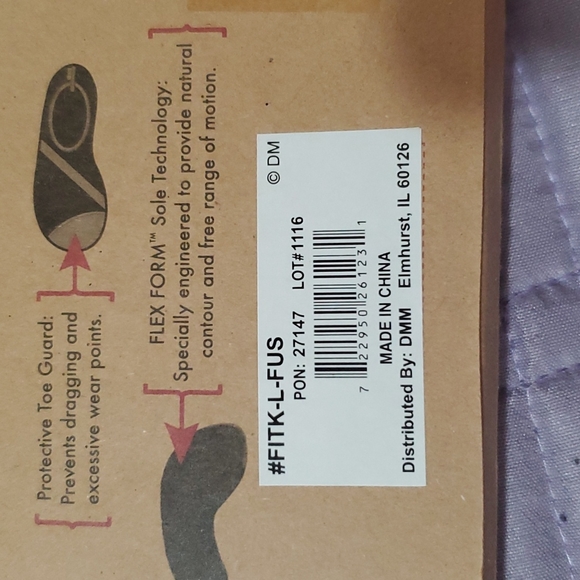 Protective Toe Guard:
Prevents dragging and
excessive wear points.
FLEX FORM™ Sole Technology:
Specially engineered to provide natural
contour and free range of motion.
#FITK-L-FUS
© DM
PON: 27147 LOT#1116
7 22950 26123 1
MADE IN CHINA
Distributed By: DMM Elmhurst, IL 60126